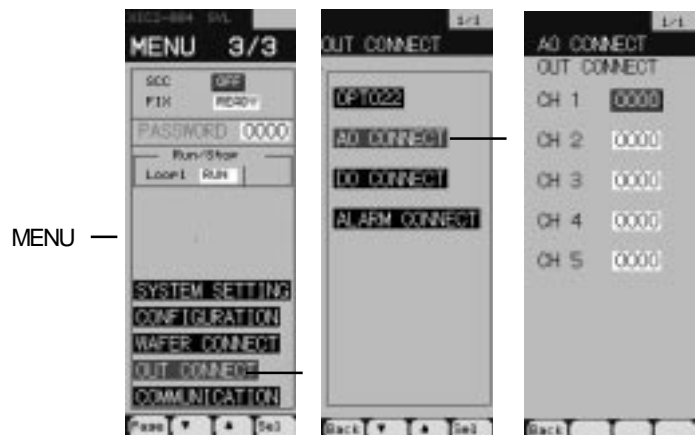 MENU
MENU 3/3
SCC OFF
FIX READY
PASSWORD 0000
Run/Stop
Loop1 RUN
SYSTEM SETTING
CONFIGURATION
WAFER CONNECT
OUT CONNECT
COMMUNICATION
Page ▼ ▲ Sel
1/1
OUT CONNECT
OPTO22
AO CONNECT
DO CONNECT
ALARM CONNECT
Back ▼ ▲ Sel
1/1
AO CONNECT
OUT CONNECT
CH 1 0000
CH 2 0000
CH 3 0000
CH 4 0000
CH 5 0000
Back